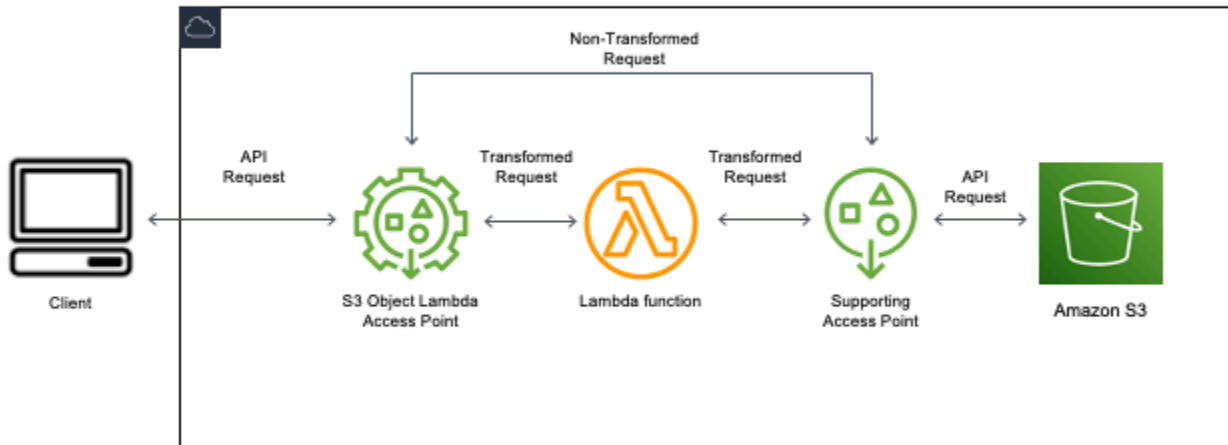 Non-Transformed
Request
API
Request
Transformed
Request
Transformed
Request
API
Request
Client
S3 Object Lambda
Access Point
Lambda function
Supporting
Access Point
Amazon S3